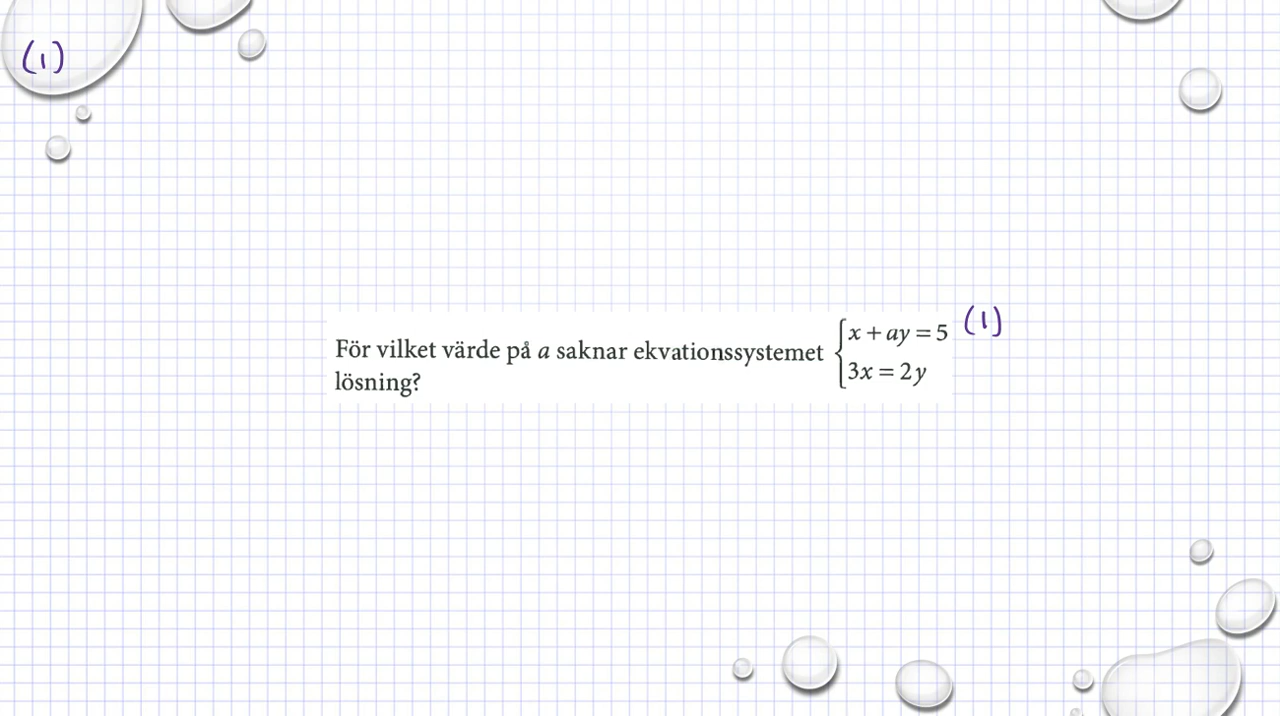 (1)
För vilket värde på a saknar ekvationssystemet
lösning?
x + ay = 5 (1)
3x = 2y